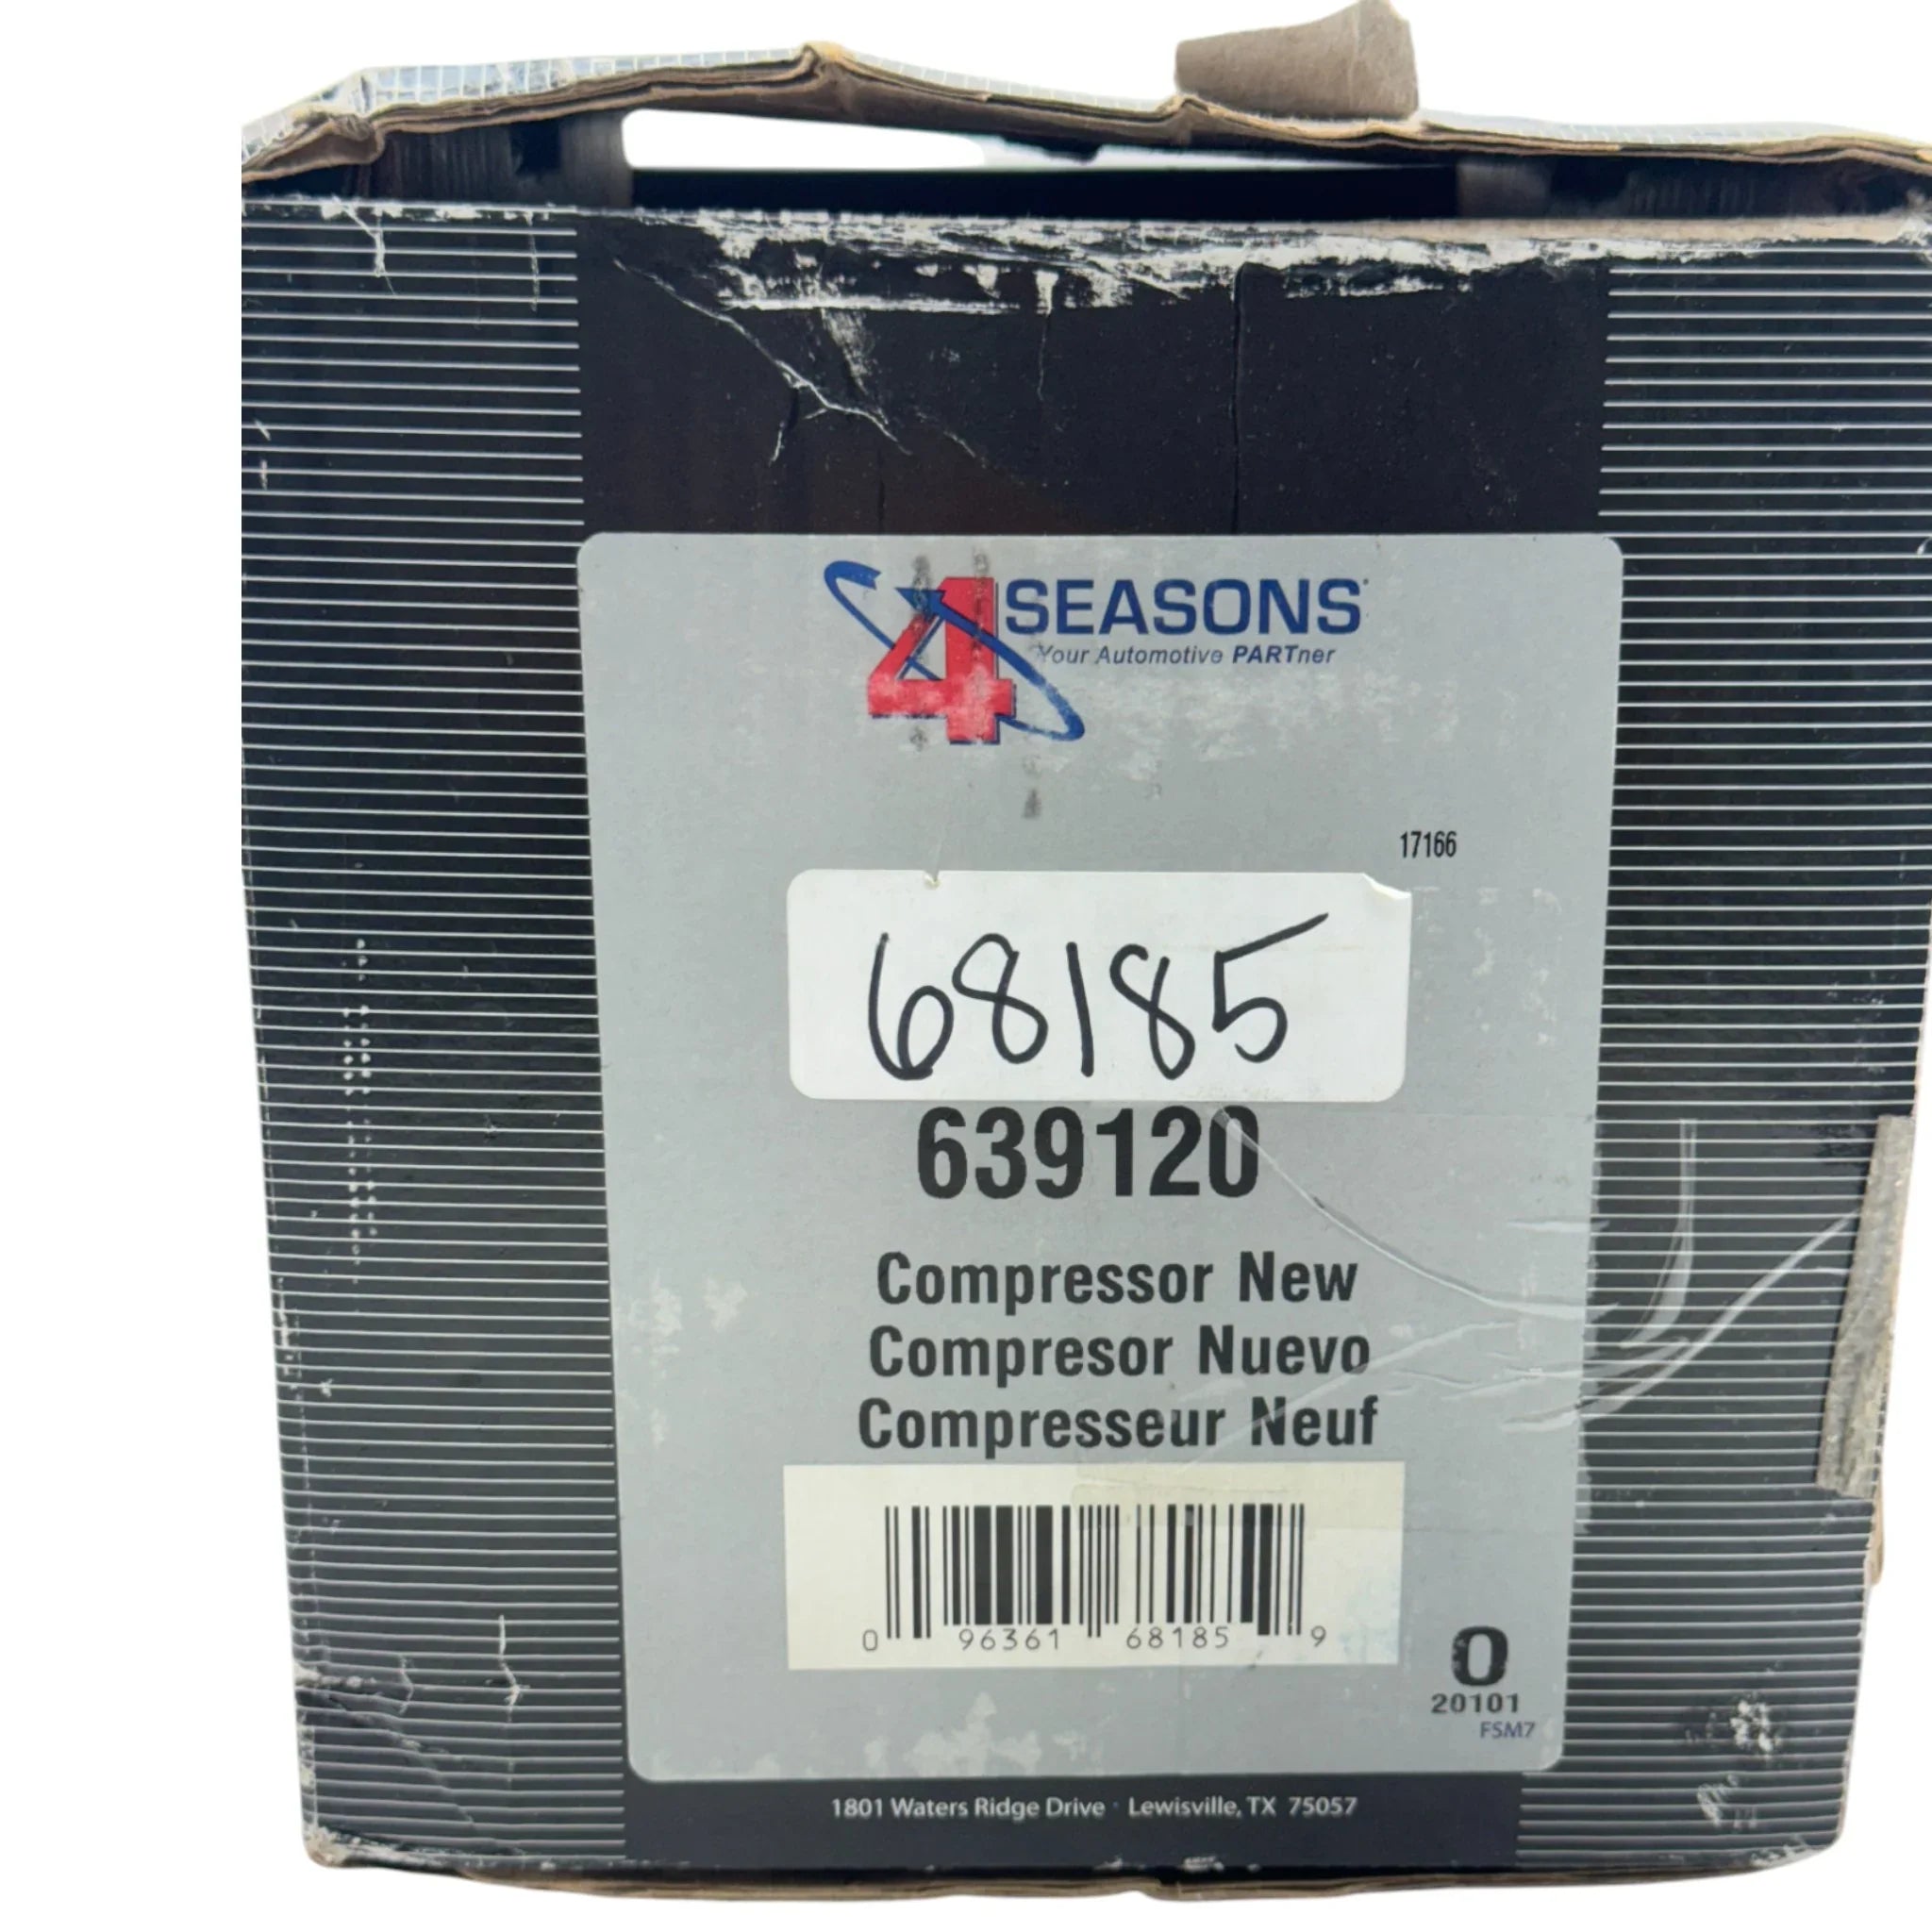 4 SEASONS
Your Automotive PARTner
17166
68185
639120
Compressor New
Compresor Nuevo
Compresseur Neuf
0 96361 68185 9
0
20101
FSM7
1801 Waters Ridge Drive · Lewisville, TX 75057